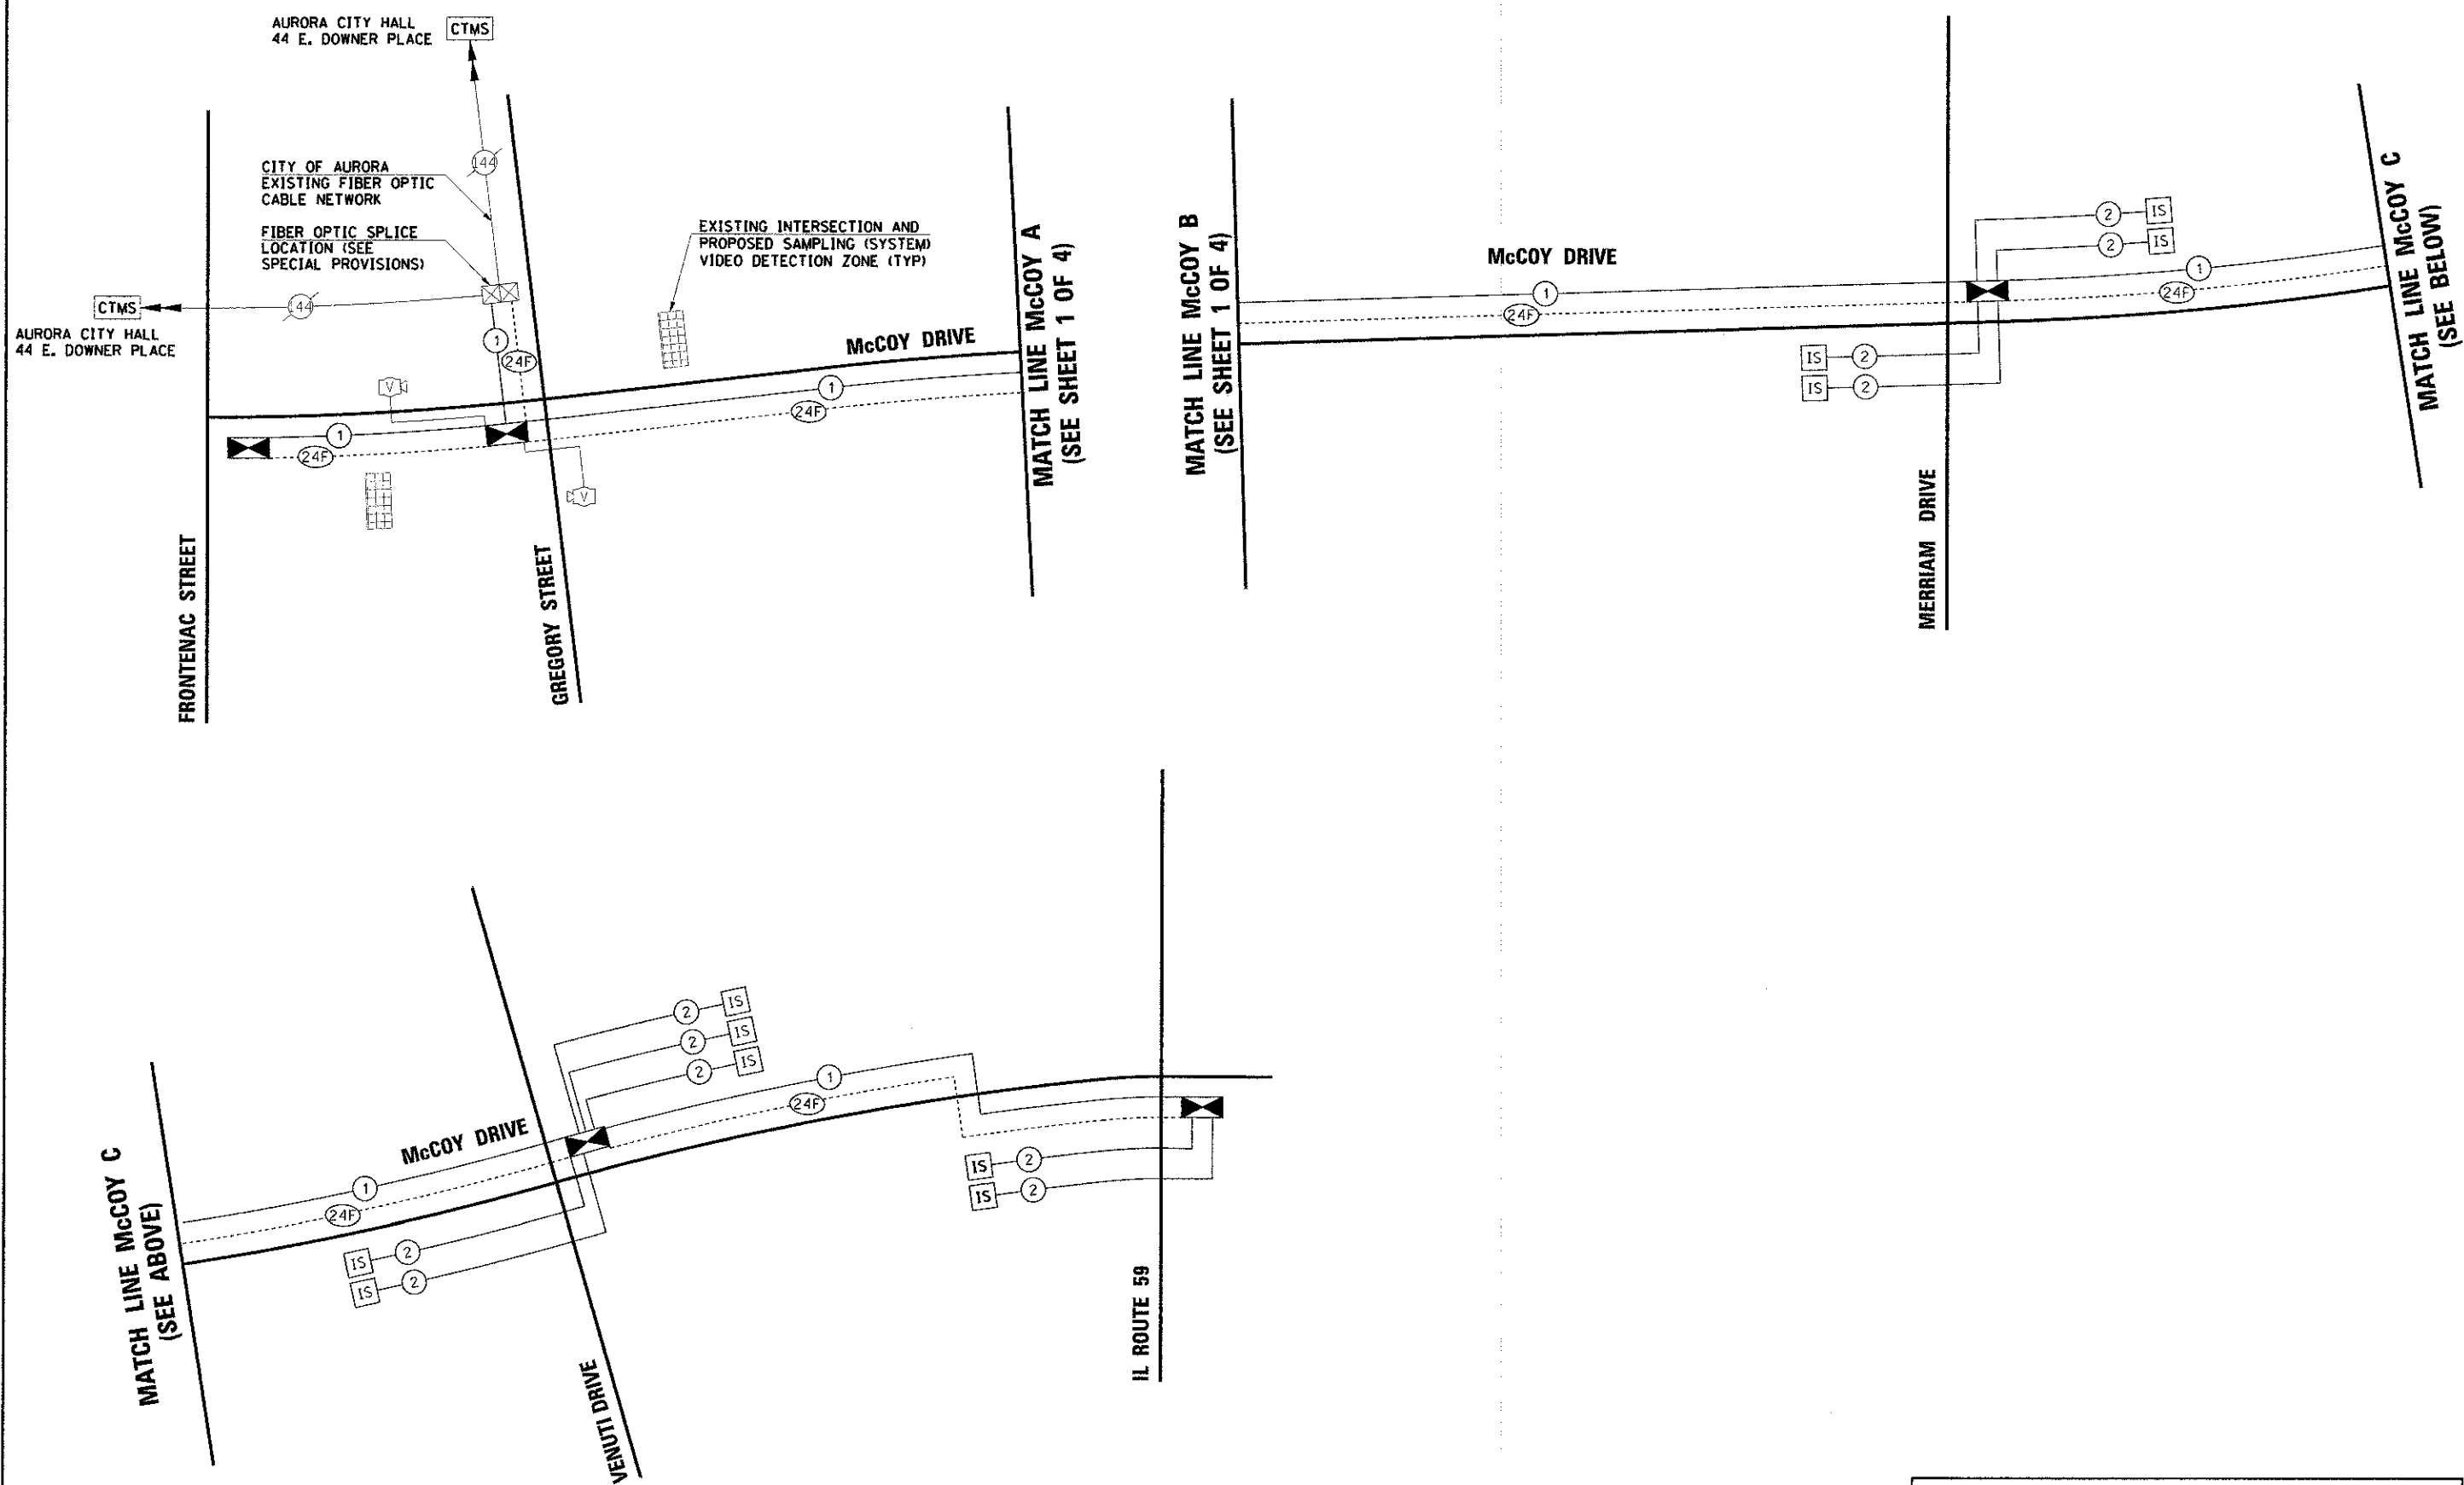 AURORA CITY HALL
44 E. DOWNER PLACE
CTMS
144
CITY OF AURORA
EXISTING FIBER OPTIC
CABLE NETWORK
FIBER OPTIC SPLICE
LOCATION (SEE
SPECIAL PROVISIONS)
CTMS
144
AURORA CITY HALL
44 E. DOWNER PLACE
1
24F
EXISTING INTERSECTION AND
PROPOSED SAMPLING (SYSTEM)
VIDEO DETECTION ZONE (TYP)
McCOY DRIVE
V
1
24F
1
24F
V
FRONTENAC STREET
GREGORY STREET
MATCH LINE McCOY A
(SEE SHEET 1 OF 4)
MATCH LINE McCOY B
(SEE SHEET 1 OF 4)
McCOY DRIVE
1
24F
2
IS
2
IS
1
24F
IS
2
IS
2
MERRIAM DRIVE
MATCH LINE McCOY C
(SEE BELOW)
MATCH LINE McCOY C
(SEE ABOVE)
McCOY DRIVE
1
24F
2
IS
2
IS
2
IS
1
24F
IS
2
IS
2
VENUTI DRIVE
IS
2
IS
2
IL ROUTE 59